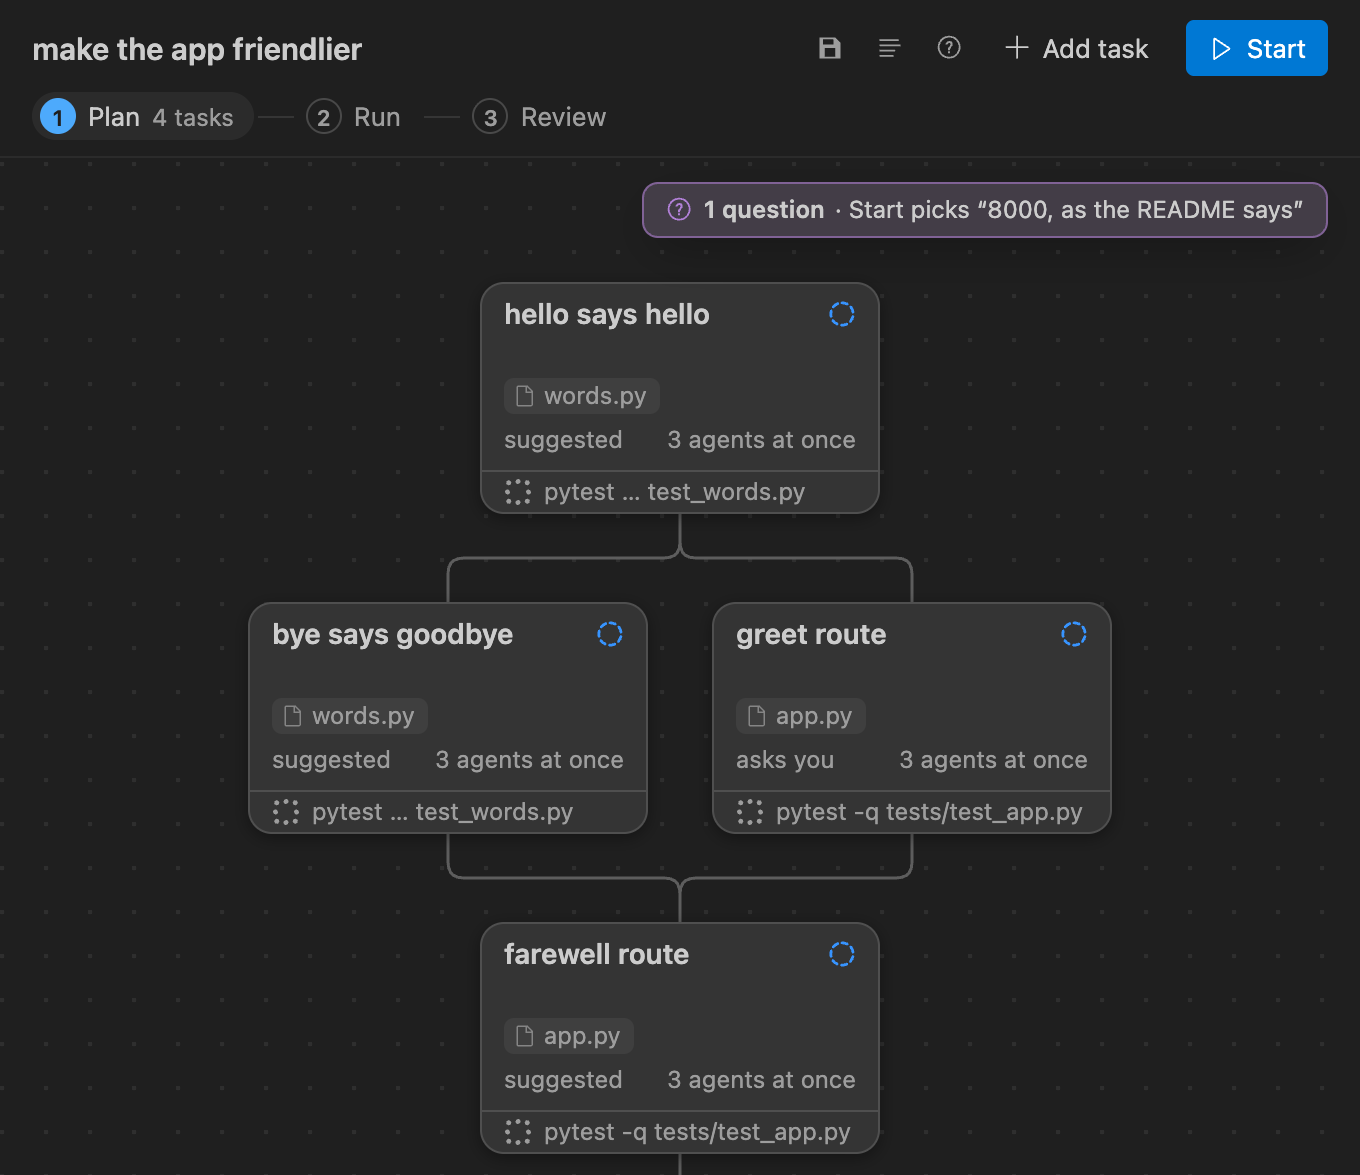 make the app friendlier
Add task
Start
1 Plan 4 tasks
2 Run
3 Review
? 1 question · Start picks “8000, as the README says”
hello says hello
words.py
suggested 3 agents at once
pytest ... test_words.py
bye says goodbye
words.py
suggested 3 agents at once
pytest ... test_words.py
greet route
app.py
asks you 3 agents at once
pytest -q tests/test_app.py
farewell route
app.py
suggested 3 agents at once
pytest -q tests/test_app.py